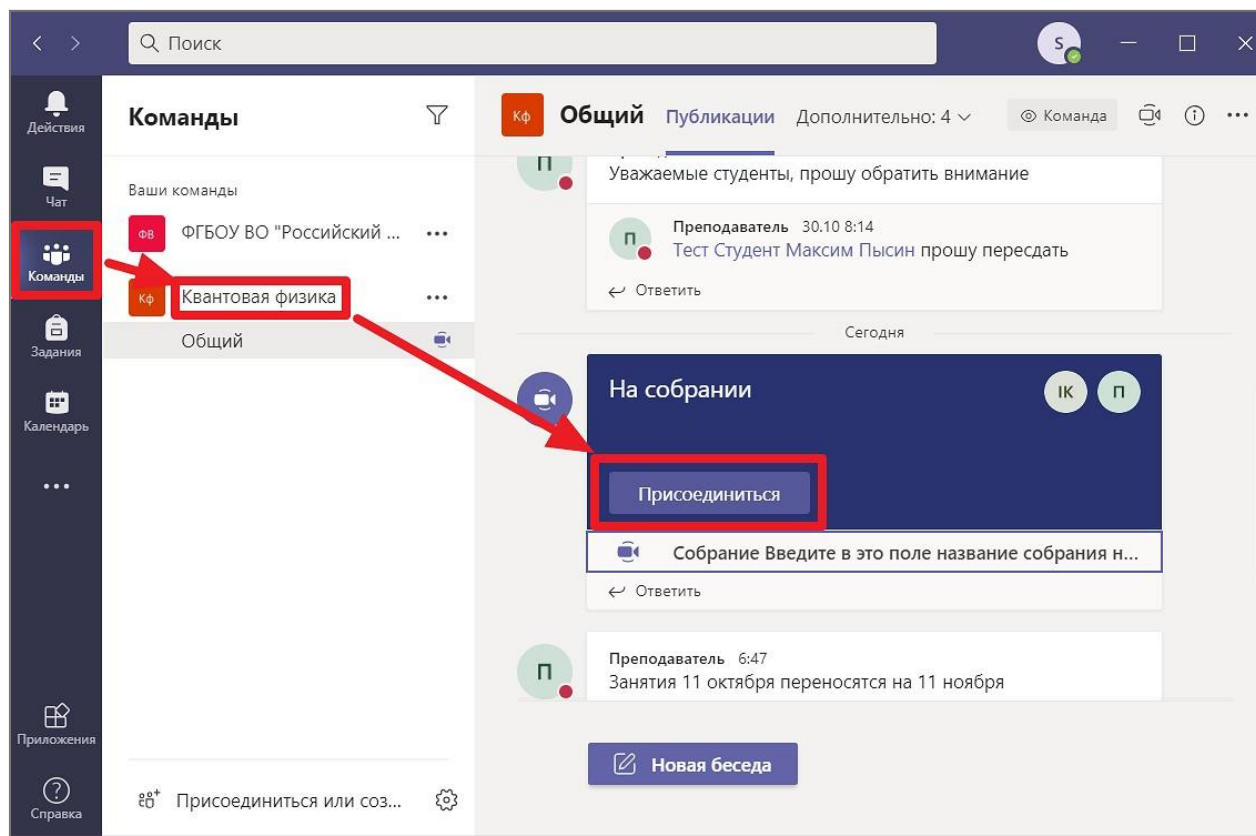 Поиск
S
Действия
Чат
Команды
Задания
Календарь
Приложения
Справка
Команды
Ваши команды
ФВ
ФГБОУ ВО "Российский ...
Кф
Квантовая физика
Общий
Присоединиться или соз...
Кф
Общий
Публикации
Дополнительно: 4
Команда
П
Уважаемые студенты, прошу обратить внимание
П
Преподаватель 30.10 8:14
Тест Студент Максим Пысин прошу пересдать
Ответить
Сегодня
На собрании
IK
П
Присоединиться
Собрание Введите в это поле название собрания н...
Ответить
П
Преподаватель 6:47
Занятия 11 октября переносятся на 11 ноября
Новая беседа